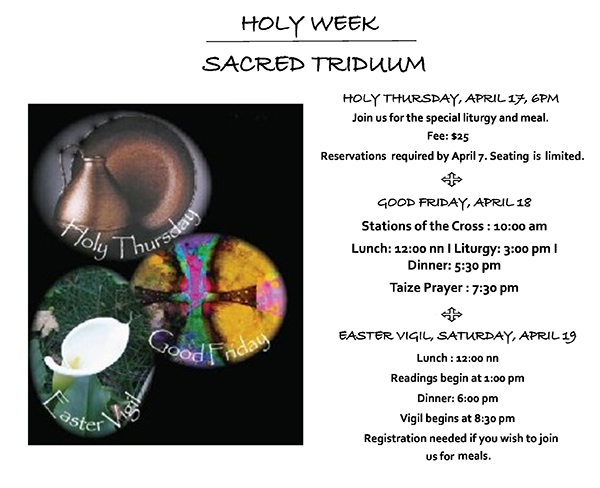 HOLY WEEK
SACRED TRIDUUM
Holy Thursday
Good Friday
Easter Vigil
HOLY THURSDAY, APRIL 17, 6PM
Join us for the special liturgy and meal.
Fee: $25
Reservations required by April 7. Seating is limited.
GOOD FRIDAY, APRIL 18
Stations of the Cross : 10:00 am
Lunch: 12:00 nn I Liturgy: 3:00 pm I
Dinner: 5:30 pm
Taize Prayer : 7:30 pm
EASTER VIGIL, SATURDAY, APRIL 19
Lunch : 12:00 nn
Readings begin at 1:00 pm
Dinner: 6:00 pm
Vigil begins at 8:30 pm
Registration needed if you wish to join
us for meals.